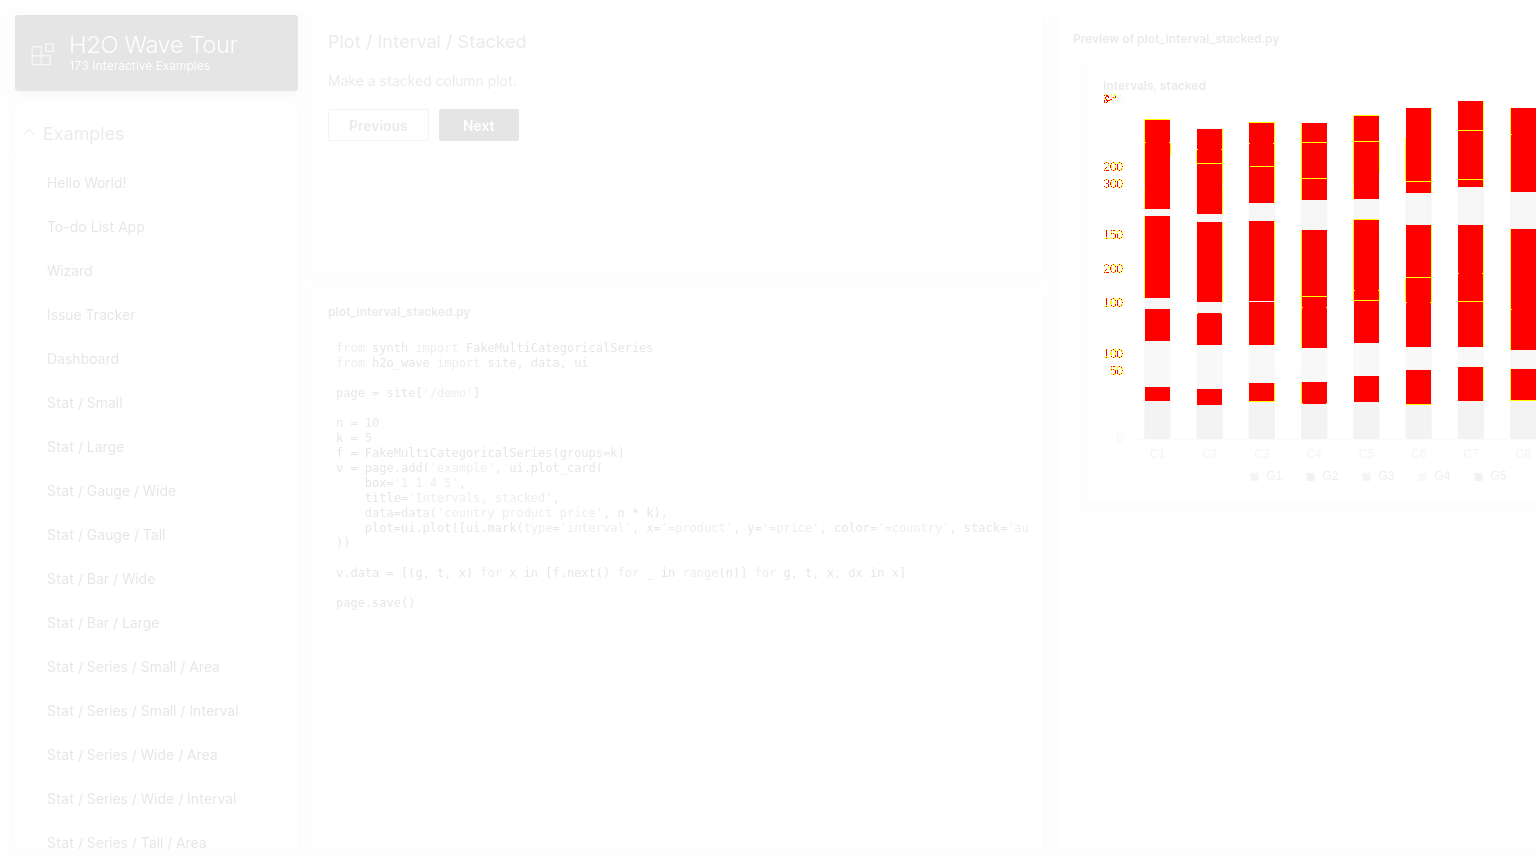 H2O Wave Tour
173 Interactive Examples
Examples
Hello World!
To-do List App
Wizard
Issue Tracker
Dashboard
Stat / Small
Stat / Large
Stat / Gauge / Wide
Stat / Gauge / Tall
Stat / Bar / Wide
Stat / Bar / Large
Stat / Series / Small / Area
Stat / Series / Small / Interval
Stat / Series / Wide / Area
Stat / Series / Wide / Interval
Stat / Series / Tall / Area
Plot / Interval / Stacked
Make a stacked column plot.
Previous Next
plot_interval_stacked.py
from synth import FakeMultiCategoricalSeries
from h2o_wave import site, data, ui
page = site['/demo']
n = 10
k = 5
f = FakeMultiCategoricalSeries(groups=k)
v = page.add('example', ui.plot_card(
    box='1 1 4 5',
    title='Intervals, stacked',
    data=data('country product price', n * k),
    plot=ui.plot([ui.mark(type='interval', x='=product', y='=price', color='=country', stack='au
))
v.data = [(g, t, x) for x in [f.next() for _ in range(n)] for g, t, x, dx in x]
page.save()
Preview of plot_interval_stacked.py
Intervals, stacked
200
300
150
200
100
100
50
0
C1 C2 C3 C4 C5 C6 C7 C8
G1 G2 G3 G4 G5